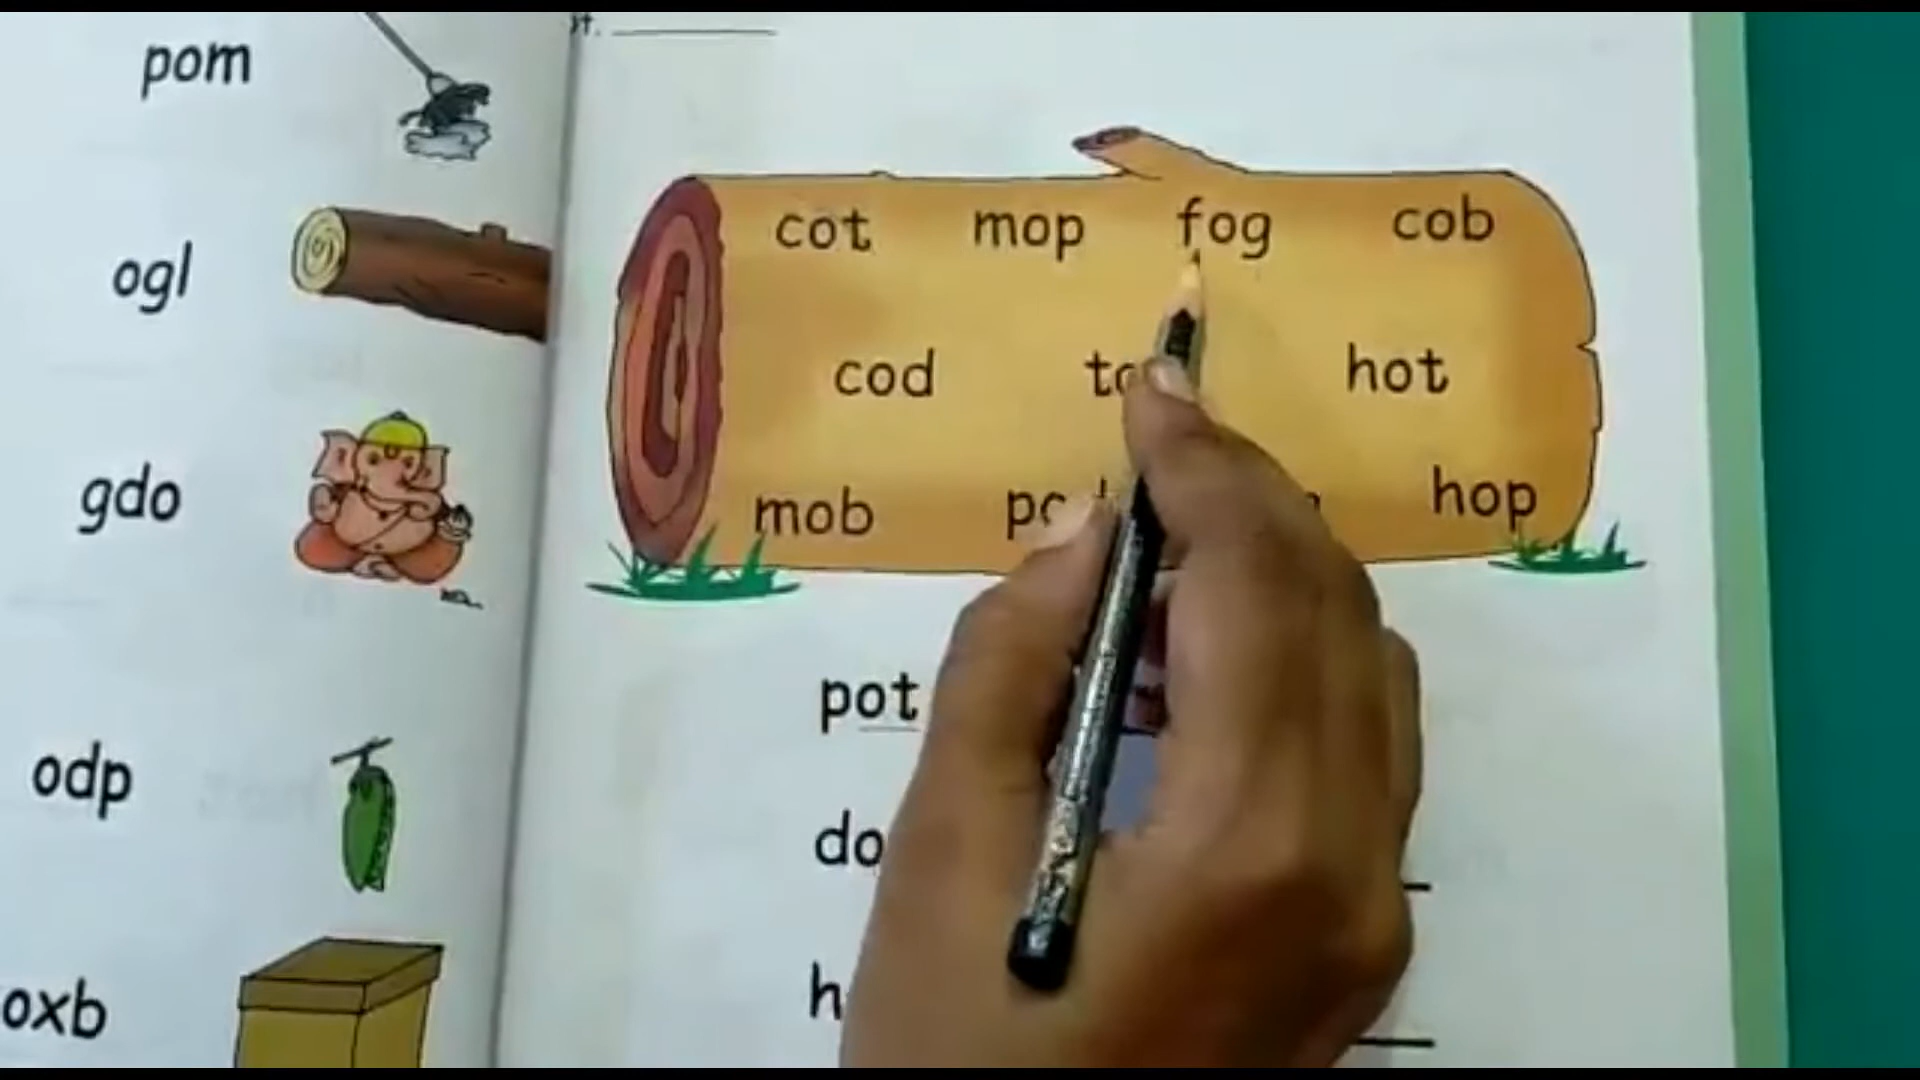 pom
ogl
gdo
odp
oxb
cot mop fog cob
cod hot
mob hop
pot